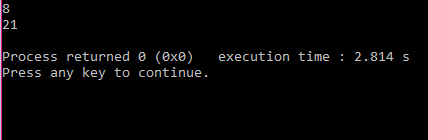 8
21
Process returned 0 (0x0)   execution time : 2.814 s
Press any key to continue.